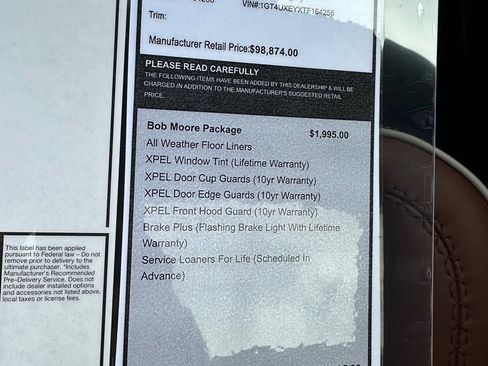 VIN#:1GT4UXEYXTF164256
Trim:
Manufacturer Retail Price:$98,874.00
PLEASE READ CAREFULLY
THE FOLLOWING ITEMS HAVE BEEN ADDED BY THIS DEALERSHIP & WILL BE
CHARGED IN ADDITION TO THE MANUFACTURER'S SUGGESTED RETAIL
PRICE.
Bob Moore Package $1,995.00
All Weather Floor Liners
XPEL Window Tint (Lifetime Warranty)
XPEL Door Cup Guards (10yr Warranty)
XPEL Door Edge Guards (10yr Warranty)
XPEL Front Hood Guard (10yr Warranty)
Brake Plus (Flashing Brake Light With Lifetime
Warranty)
Service Loaners For Life (Scheduled In
Advance)
This label has been applied
pursuant to Federal law – Do not
remove prior to delivery to the
ultimate purchaser. *Includes
Manufacturer's Recommended
Pre-Delivery Service. Does not
include dealer installed options
and accessories not listed above,
local taxes or license fees.